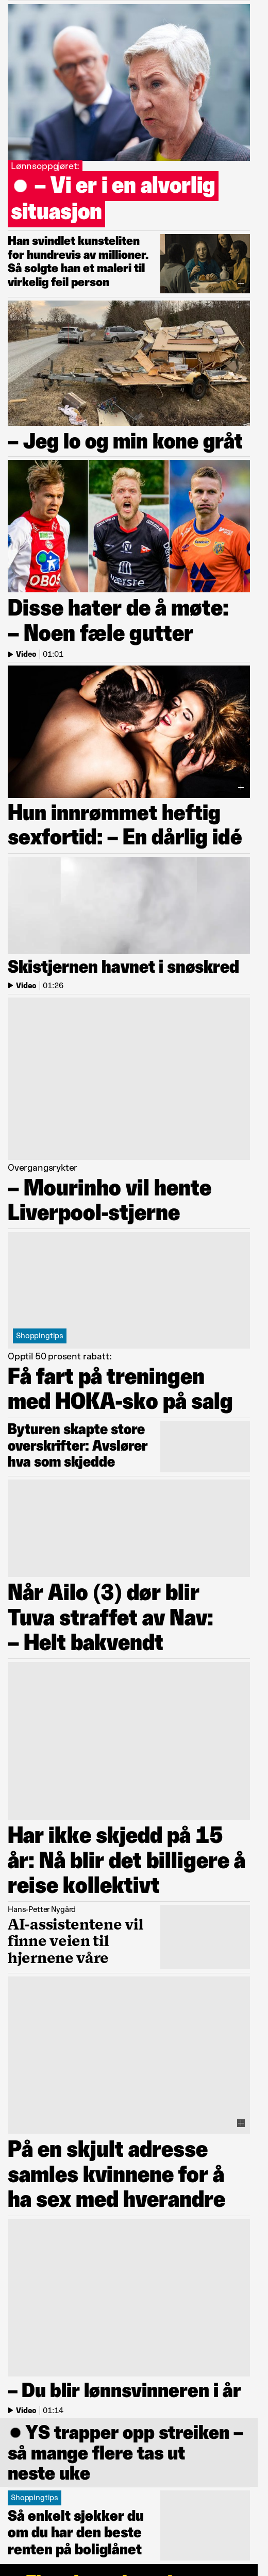 Lønnsoppgjøret:
● – Vi er i en alvorlig
situasjon
Han svindlet kunsteliten
for hundrevis av millioner.
Så solgte han et maleri til
virkelig feil person
– Jeg lo og min kone gråt
OBOS
Værste
Disse hater de å møte:
– Noen fæle gutter
Video | 01:01
Hun innrømmet heftig
sexfortid: – En dårlig idé
Skistjernen havnet i snøskred
Video | 01:26
Overgangsrykter
– Mourinho vil hente
Liverpool-stjerne
Shoppingtips
Opptil 50 prosent rabatt:
Få fart på treningen
med HOKA-sko på salg
Byturen skapte store
overskrifter: Avslører
hva som skjedde
Når Ailo (3) dør blir
Tuva straffet av Nav:
– Helt bakvendt
Har ikke skjedd på 15
år: Nå blir det billigere å
reise kollektivt
Hans-Petter Nygård
AI-assistentene vil
finne veien til
hjernene våre
På en skjult adresse
samles kvinnene for å
ha sex med hverandre
– Du blir lønnsvinneren i år
Video | 01:14
● YS trapper opp streiken –
så mange flere tas ut
neste uke
Shoppingtips
Så enkelt sjekker du
om du har den beste
renten på boliglånet